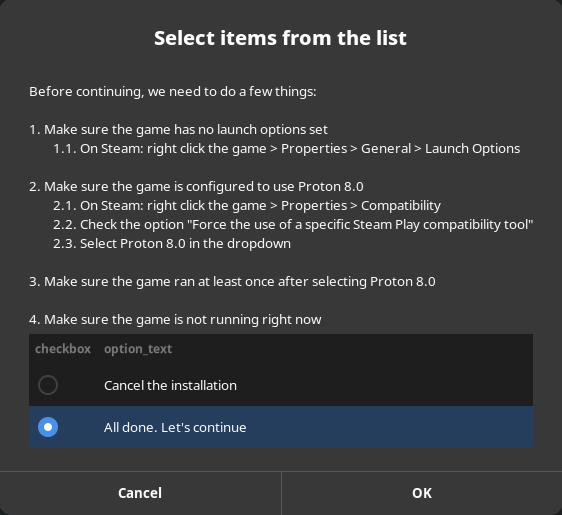 Select items from the list
Before continuing, we need to do a few things:
1. Make sure the game has no launch options set
1.1. On Steam: right click the game > Properties > General > Launch Options
2. Make sure the game is configured to use Proton 8.0
2.1. On Steam: right click the game > Properties > Compatibility
2.2. Check the option "Force the use of a specific Steam Play compatibility tool"
2.3. Select Proton 8.0 in the dropdown
3. Make sure the game ran at least once after selecting Proton 8.0
4. Make sure the game is not running right now
checkbox option_text
Cancel the installation
All done. Let's continue
Cancel OK